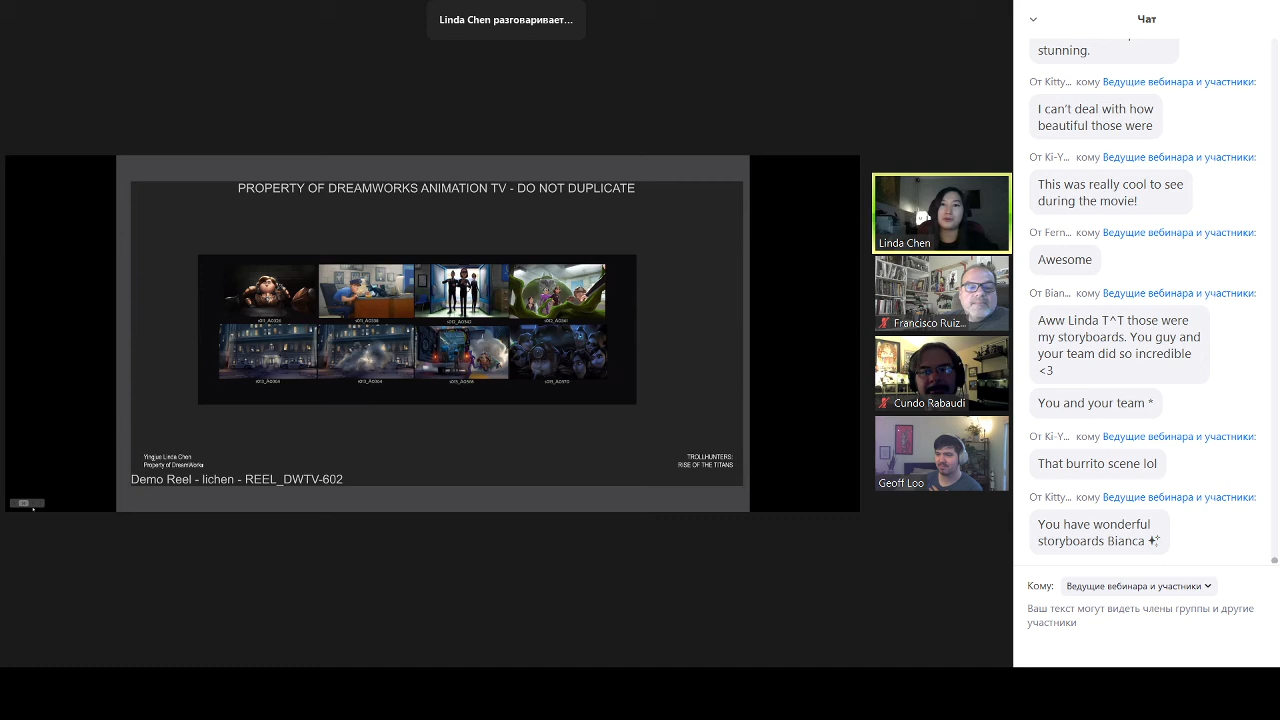 Linda Chen разговаривает...
PROPERTY OF DREAMWORKS ANIMATION TV - DO NOT DUPLICATE
Yingjue Linda Chen
Property of DreamWorks
TROLLHUNTERS:
RISE OF THE TITANS
Demo Reel - lichen - REEL_DWTV-602
Linda Chen
Francisco Ruiz...
Cundo Rabaudi
Geoff Loo
Чат
stunning.
От Kitty... кому Ведущие вебинара и участники:
I can't deal with how
beautiful those were
От Ki-Y... кому Ведущие вебинара и участники:
This was really cool to see
during the movie!
От Fern... кому Ведущие вебинара и участники:
Awesome
От Bian... кому Ведущие вебинара и участники:
Aww Linda T^T those were
my storyboards. You guy and
your team did so incredible
<3
You and your team *
От Ki-Y... кому Ведущие вебинара и участники:
That burrito scene lol
От Kitty... кому Ведущие вебинара и участники:
You have wonderful
storyboards Bianca ✨
Кому: Ведущие вебинара и участники
Ваш текст могут видеть члены группы и другие
участники